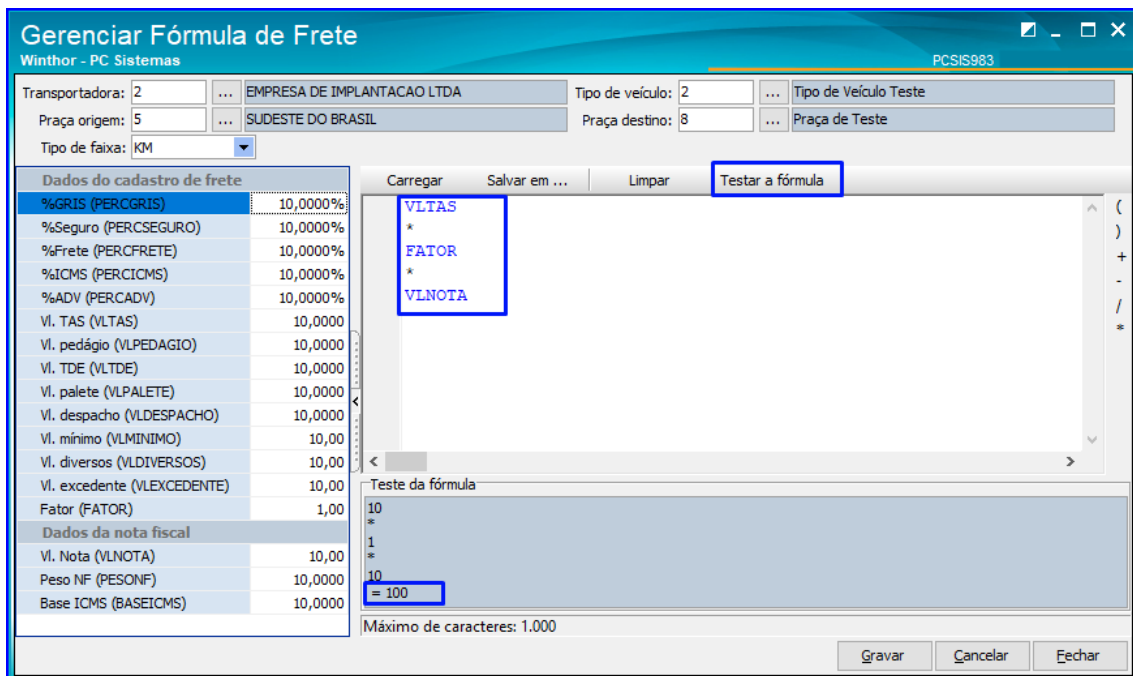 Gerenciar Fórmula de Frete
Winthor - PC Sistemas
PCSIS983
Transportadora: 2 ... EMPRESA DE IMPLANTACAO LTDA Tipo de veículo: 2 ... Tipo de Veículo Teste
Praça origem: 5 ... SUDESTE DO BRASIL Praça destino: 8 ... Praça de Teste
Tipo de faixa: KM
Dados do cadastro de frete
%GRIS (PERCGRIS) 10,0000%
%Seguro (PERCSEGURO) 10,0000%
%Frete (PERCFRETE) 10,0000%
%ICMS (PERCICMS) 10,0000%
%ADV (PERCADV) 10,0000%
Vl. TAS (VLTAS) 10,0000
Vl. pedágio (VLPEDAGIO) 10,0000
Vl. TDE (VLTDE) 10,0000
Vl. palete (VLPALETE) 10,0000
Vl. despacho (VLDESPACHO) 10,0000
Vl. mínimo (VLMINIMO) 10,00
Vl. diversos (VLDIVERSOS) 10,00
Vl. excedente (VLEXCEDENTE) 10,00
Fator (FATOR) 1,00
Dados da nota fiscal
Vl. Nota (VLNOTA) 10,00
Peso NF (PESONF) 10,0000
Base ICMS (BASEICMS) 10,0000
Carregar Salvar em ... Limpar Testar a fórmula
VLTAS
*
FATOR
*
VLNOTA
(
)
+
-
/
*
Teste da fórmula
10
*
1
*
10
= 100
Máximo de caracteres: 1.000
Gravar Cancelar Fechar